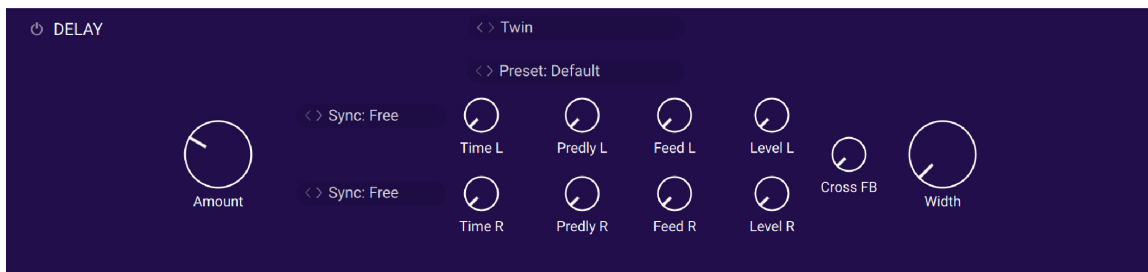 DELAY
Twin
Preset: Default
Sync: Free
Time L Predly L Feed L Level L
Cross FB
Amount
Sync: Free
Width
Time R Predly R Feed R Level R